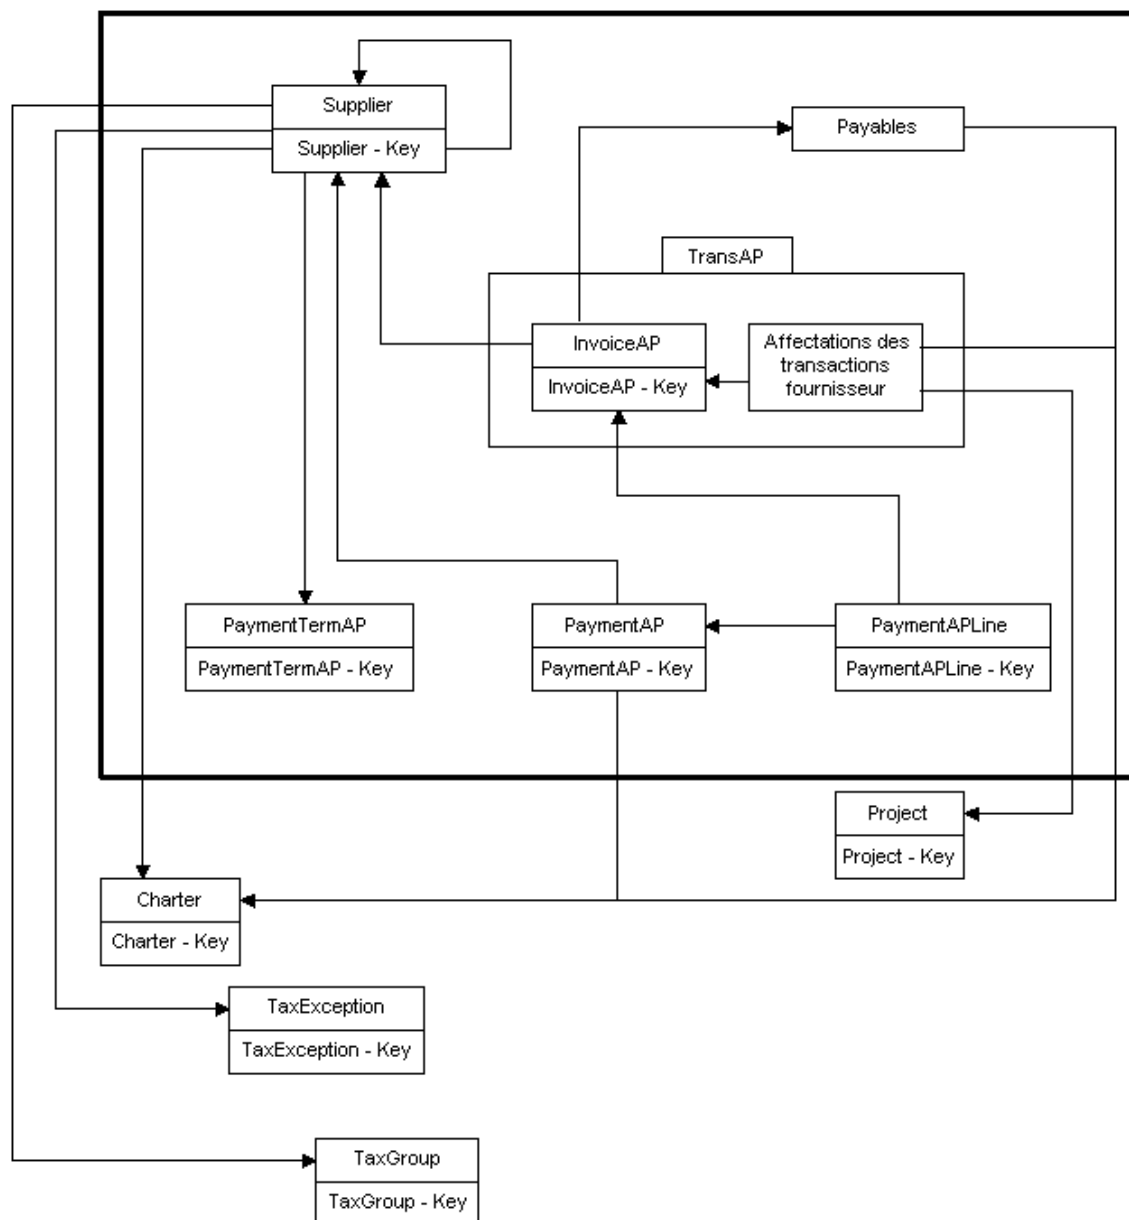 Supplier
Supplier - Key
Payables
TransAP
InvoiceAP
InvoiceAP - Key
Affectations des
transactions
fournisseur
PaymentTermAP
PaymentTermAP - Key
PaymentAP
PaymentAP - Key
PaymentAPLine
PaymentAPLine - Key
Project
Project - Key
Charter
Charter - Key
TaxException
TaxException - Key
TaxGroup
TaxGroup - Key